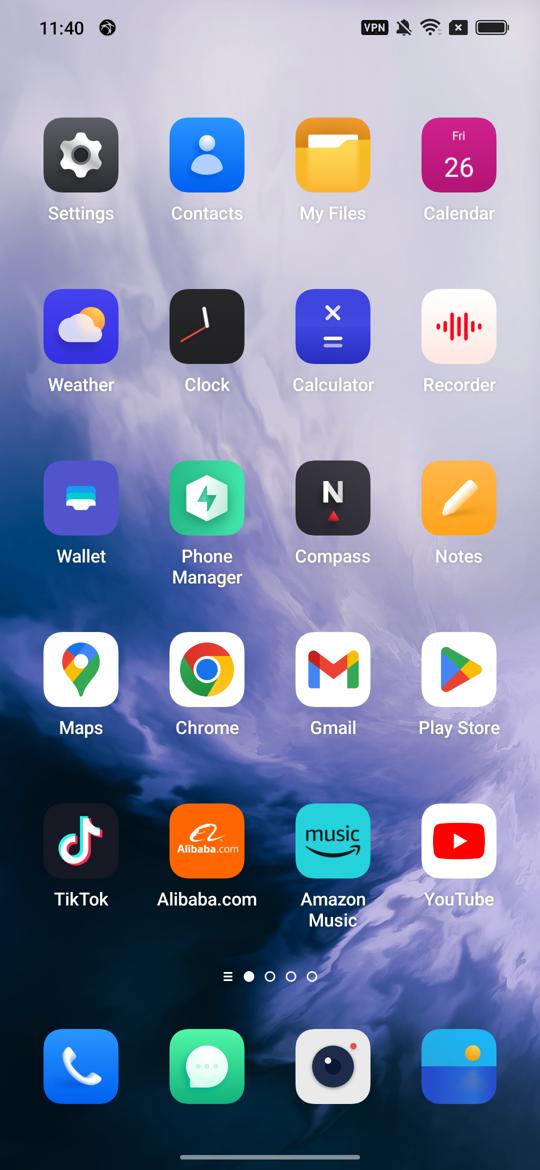 11:40
VPN
Fri
26
Settings
Contacts
My Files
Calendar
Weather
Clock
Calculator
Recorder
N
Wallet
Phone
Manager
Compass
Notes
Maps
Chrome
Gmail
Play Store
Alibaba.com
music
TikTok
Alibaba.com
Amazon
Music
YouTube